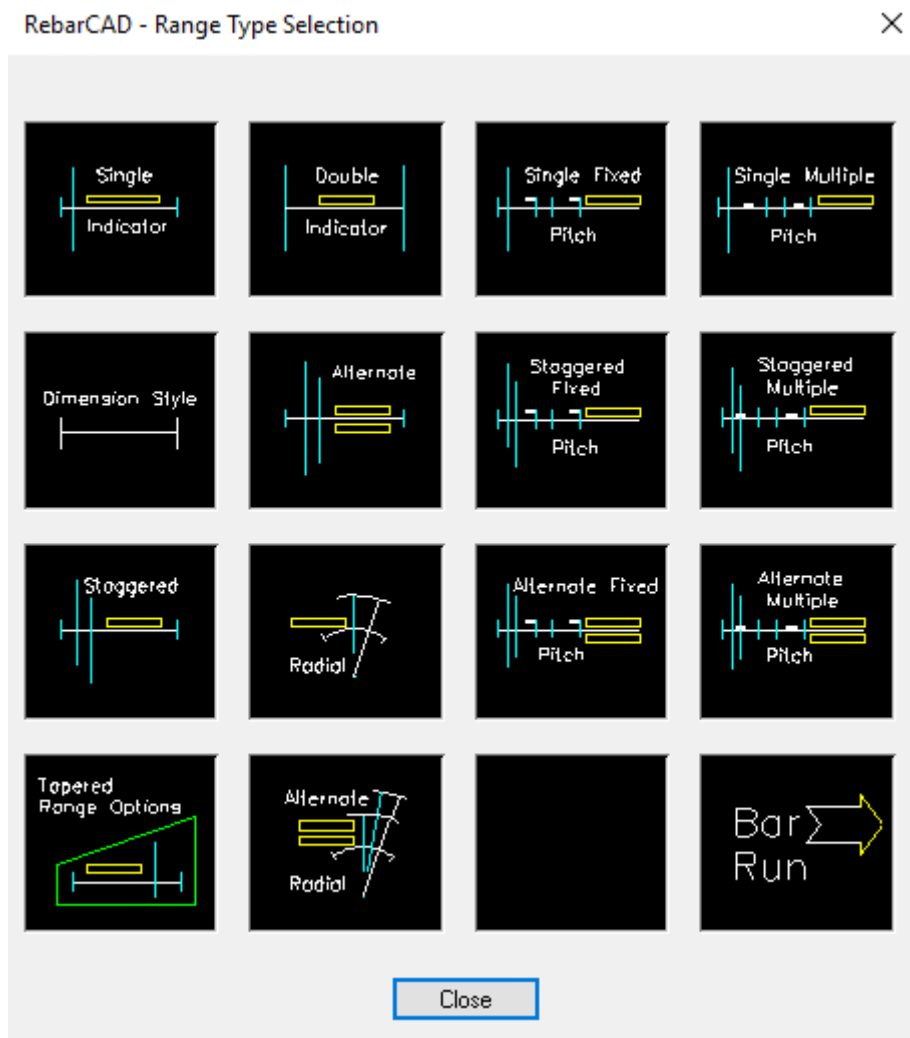 RebarCAD - Range Type Selection
Single
Indicator
Double
Indicator
Single Fixed
Pitch
Single Multiple
Pitch
Dimension Style
Alternate
Staggered
Fixed
Pitch
Staggered
Multiple
Pitch
Staggered
Radial
Alternate Fixed
Pitch
Alternate
Multiple
Pitch
Tapered
Range Options
Alternate
Radial
Bar
Run
Close